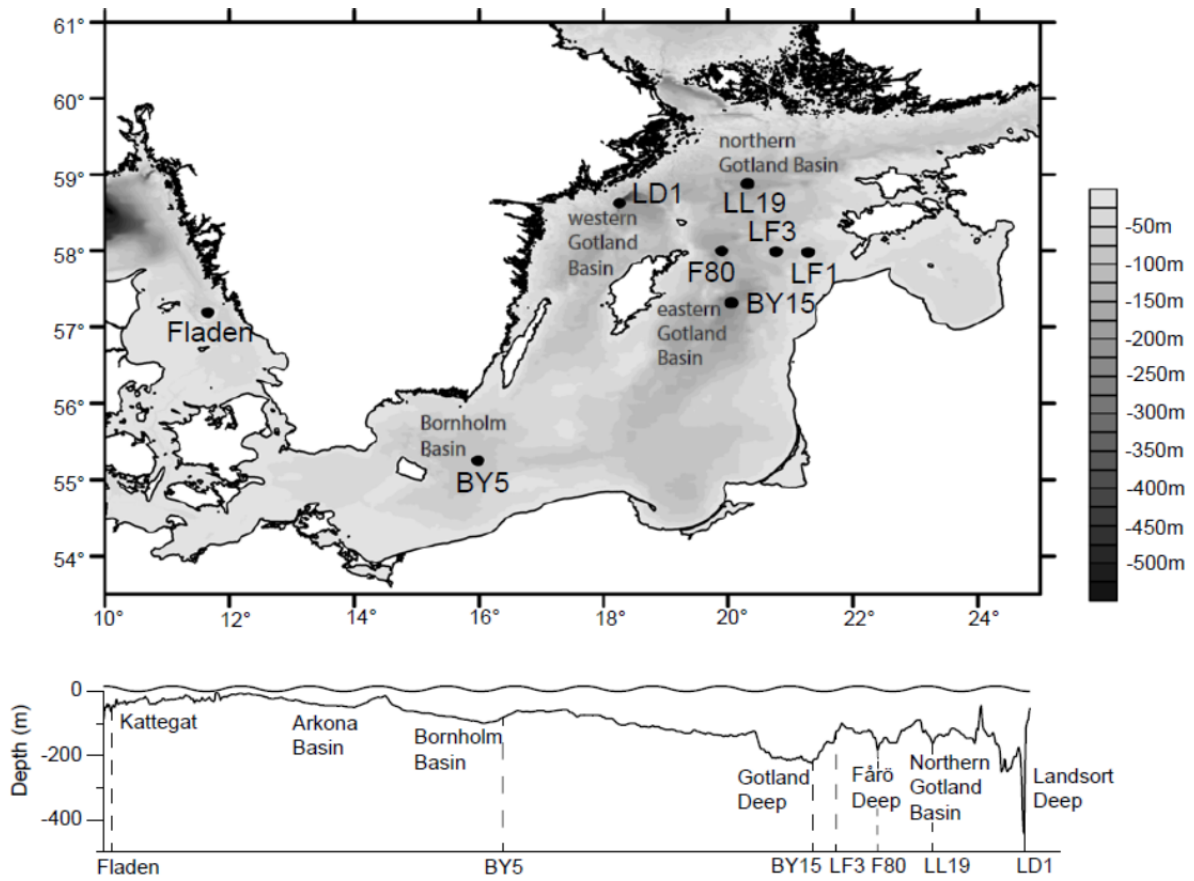 61°
60°
59°
58°
57°
56°
55°
54°
10°
12°
14°
16°
18°
20°
22°
24°
northern
Gotland Basin
LD1
LL19
western
Gotland
Basin
LF3
F80
LF1
BY15
eastern
Gotland
Basin
Fladen
Bornholm
Basin
BY5
-50m
-100m
-150m
-200m
-250m
-300m
-350m
-400m
-450m
-500m
Depth (m)
0
-200
-400
Kattegat
Arkona
Basin
Bornholm
Basin
Gotland
Deep
Fårö
Deep
Northern
Gotland
Basin
Landsort
Deep
Fladen
BY5
BY15
LF3
F80
LL19
LD1